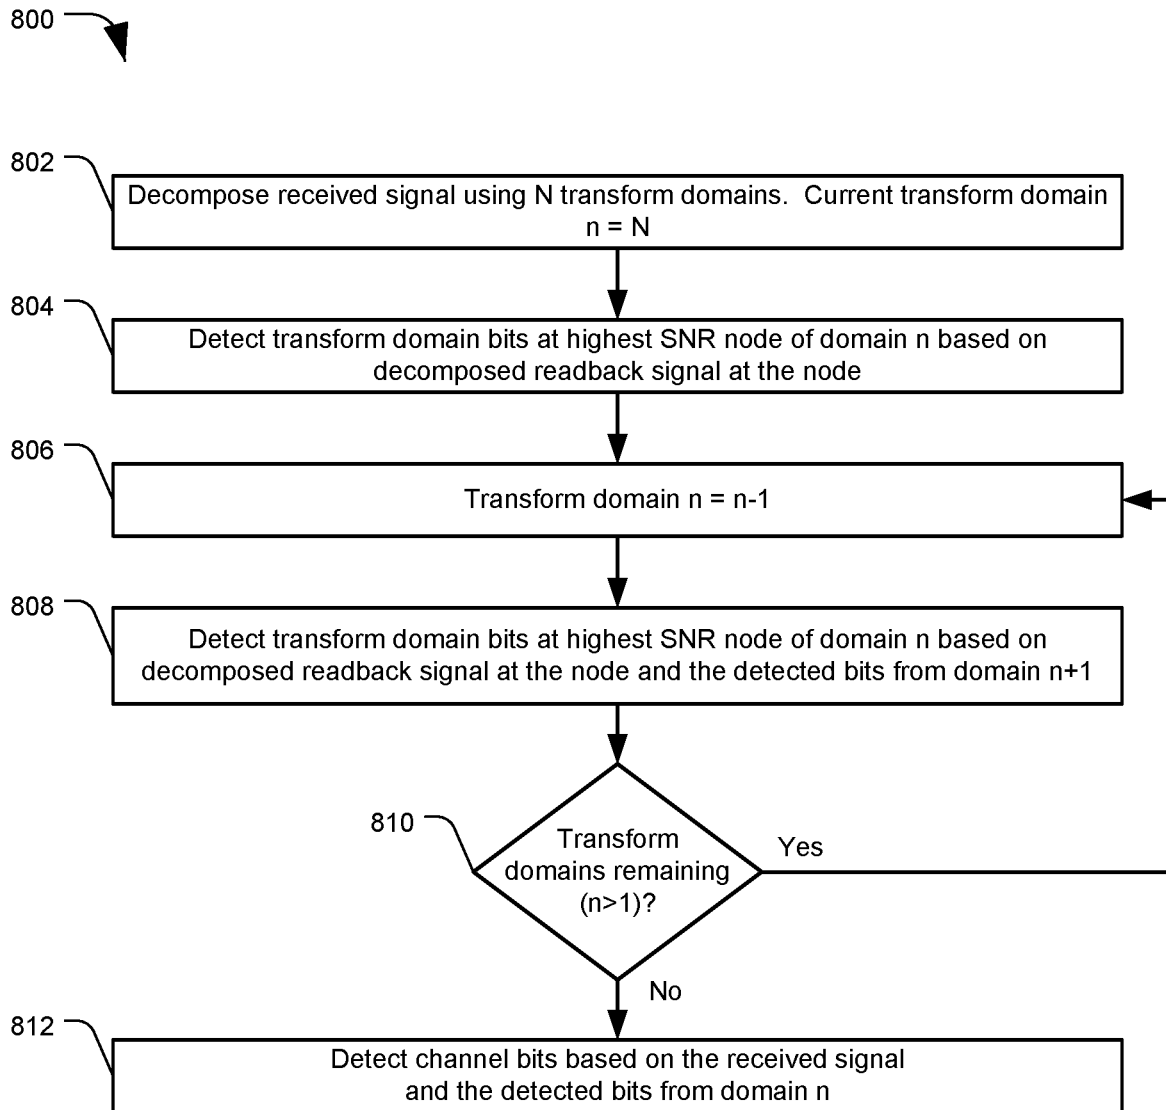 800
802
Decompose received signal using N transform domains.  Current transform domain
n = N
804
Detect transform domain bits at highest SNR node of domain n based on
decomposed readback signal at the node
806
Transform domain n = n-1
808
Detect transform domain bits at highest SNR node of domain n based on
decomposed readback signal at the node and the detected bits from domain n+1
810
Transform
domains remaining
(n>1)?
Yes
No
812
Detect channel bits based on the received signal
and the detected bits from domain n